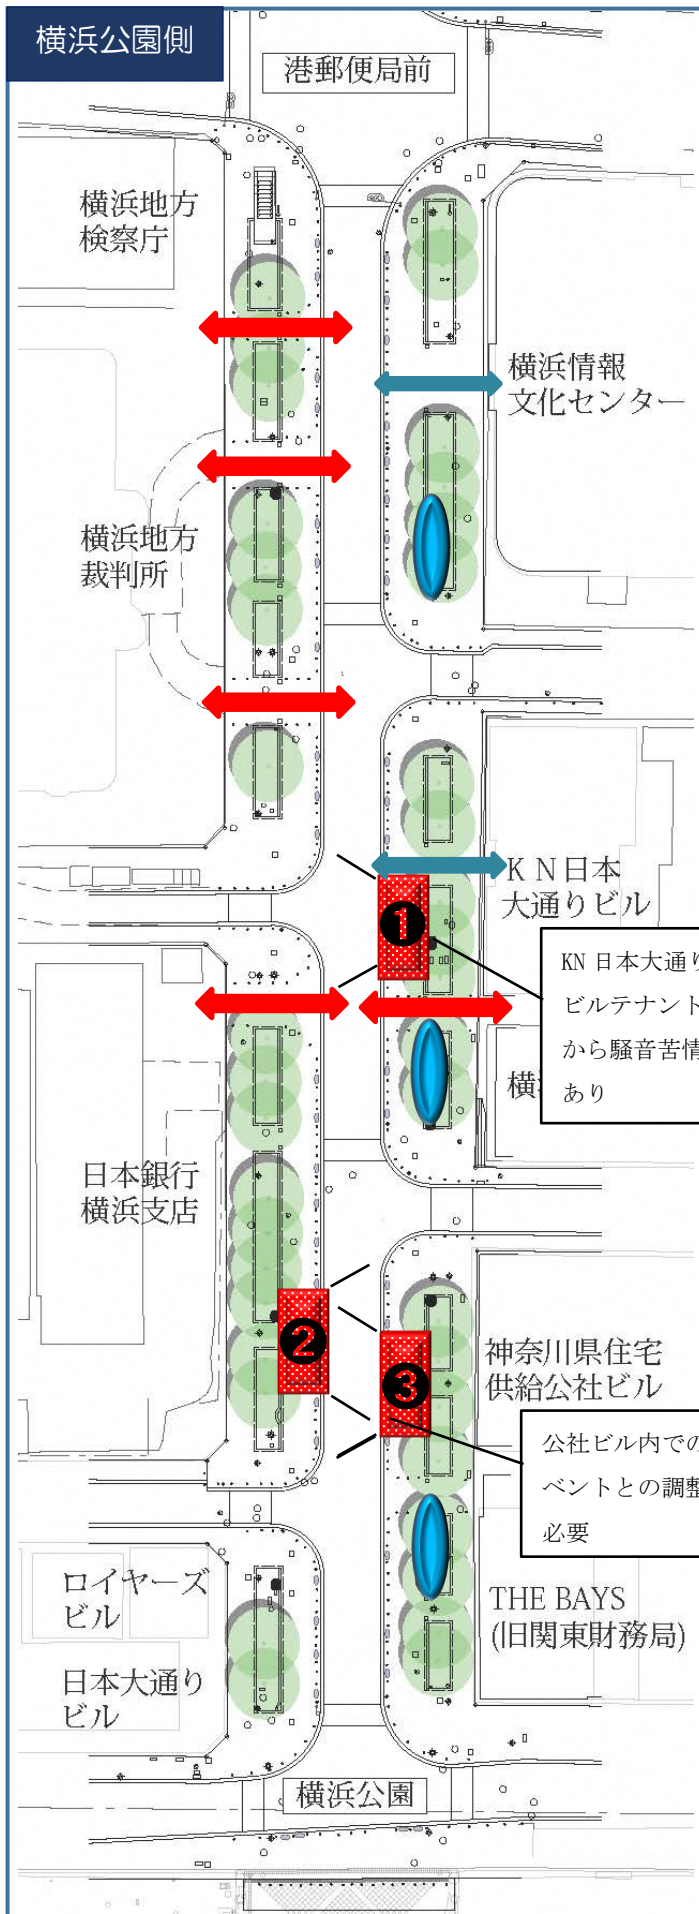 横浜公園側
港郵便局前
横浜地方
検察庁
横浜情報
文化センター
横浜地方
裁判所
KN日本
大通りビル
❶
KN 日本大通り
ビルテナント
から騒音苦情
あり
横
日本銀行
横浜支店
❷
❸
神奈川県住宅
供給公社ビル
公社ビル内での
ベントとの調整
必要
ロイヤーズ
ビル
THE BAYS
(旧関東財務局)
日本大通り
ビル
横浜公園